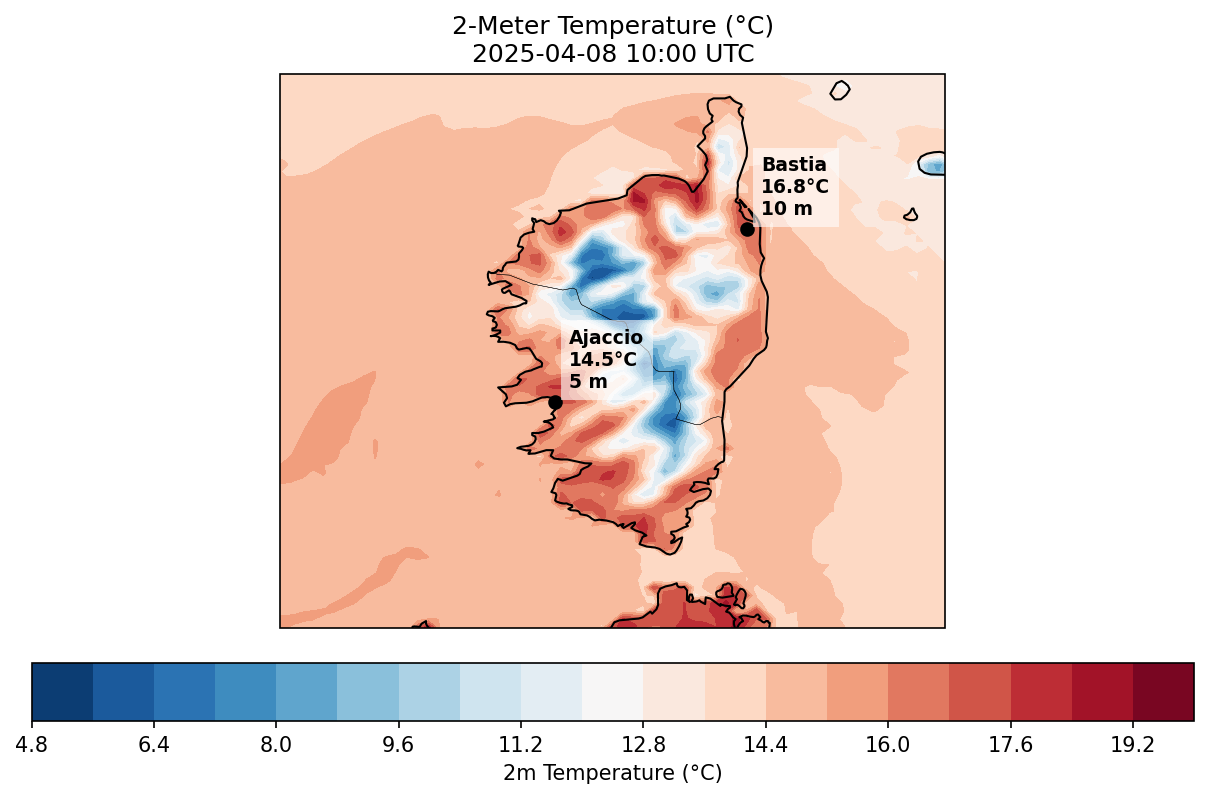 2-Meter Temperature (°C)
2025-04-08 10:00 UTC
Bastia
16.8°C
10 m
Ajaccio
14.5°C
5 m
4.8 6.4 8.0 9.6 11.2 12.8 14.4 16.0 17.6 19.2
2m Temperature (°C)